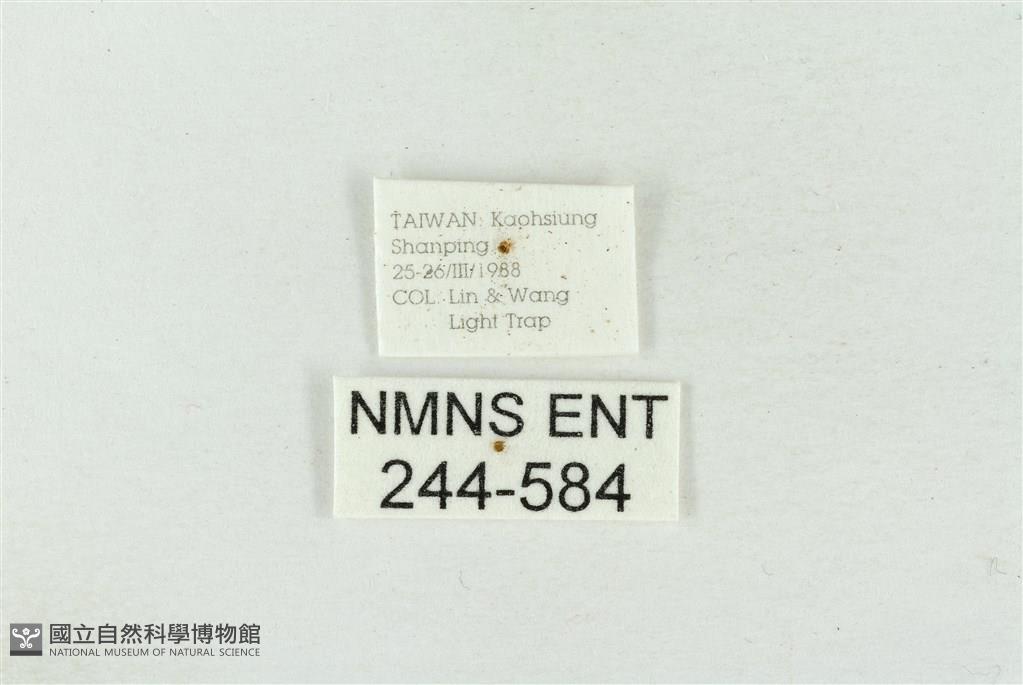 TAIWAN: Kaohsiung
Shanping
25-26/III/1988
COL: Lin & Wang
Light Trap
NMNS ENT
244-584
國立自然科學博物館
NATIONAL MUSEUM OF NATURAL SCIENCE